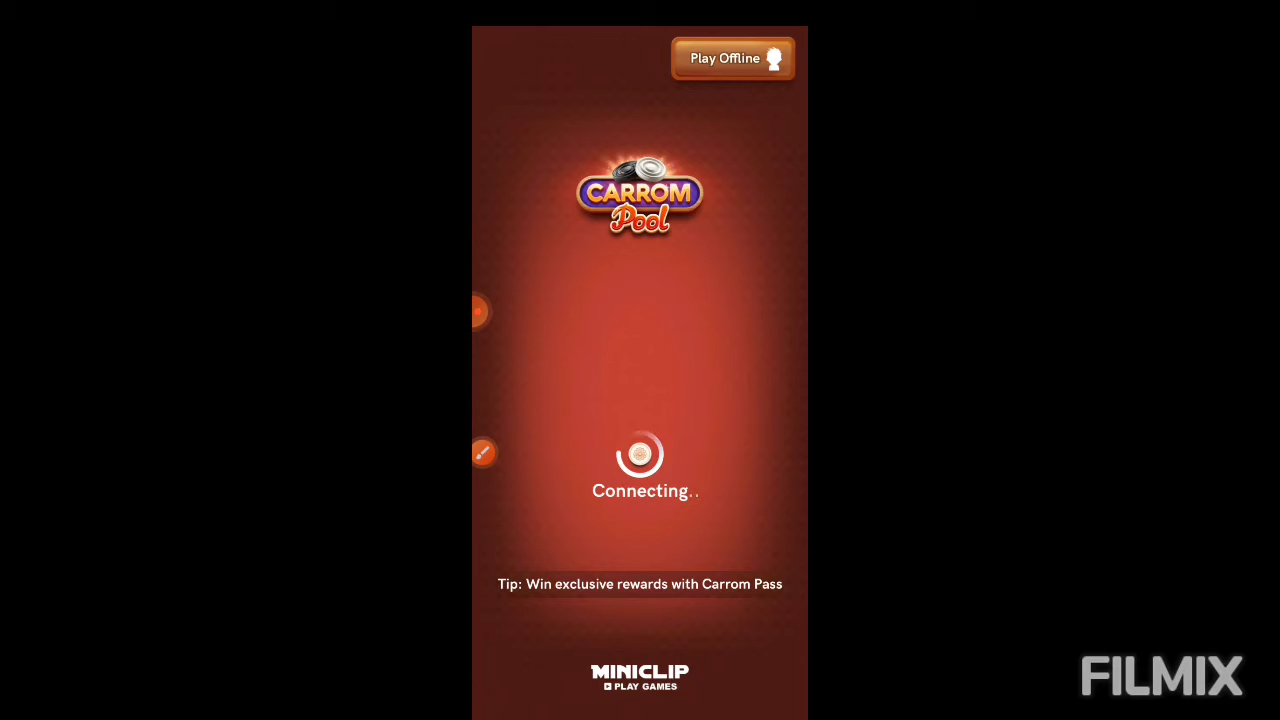 Play Offline
CARROM
Pool
Connecting..
Tip: Win exclusive rewards with Carrom Pass
MINICLIP
PLAY GAMES
FILMIX